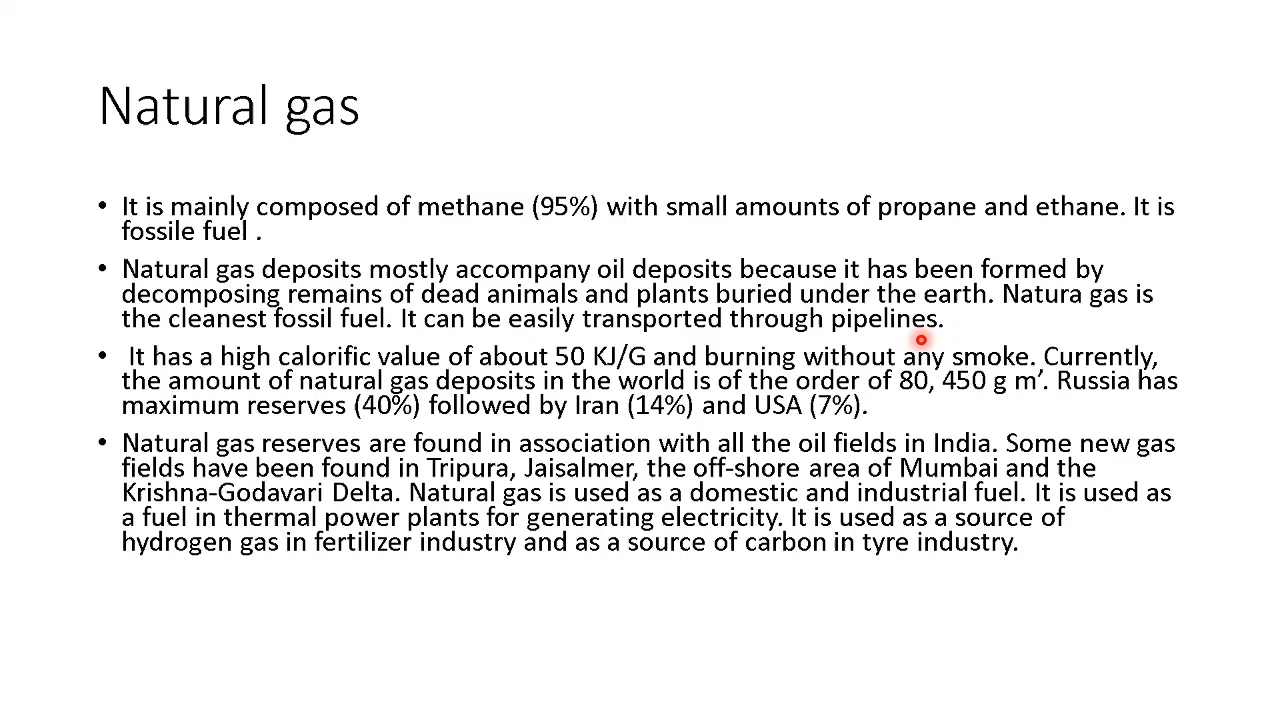 Natural gas
• It is mainly composed of methane (95%) with small amounts of propane and ethane. It is
fossile fuel .
• Natural gas deposits mostly accompany oil deposits because it has been formed by
decomposing remains of dead animals and plants buried under the earth. Natura gas is
the cleanest fossil fuel. It can be easily transported through pipelines.
• It has a high calorific value of about 50 KJ/G and burning without any smoke. Currently,
the amount of natural gas deposits in the world is of the order of 80, 450 g m’. Russia has
maximum reserves (40%) followed by Iran (14%) and USA (7%).
• Natural gas reserves are found in association with all the oil fields in India. Some new gas
fields have been found in Tripura, Jaisalmer, the off-shore area of Mumbai and the
Krishna-Godavari Delta. Natural gas is used as a domestic and industrial fuel. It is used as
a fuel in thermal power plants for generating electricity. It is used as a source of
hydrogen gas in fertilizer industry and as a source of carbon in tyre industry.